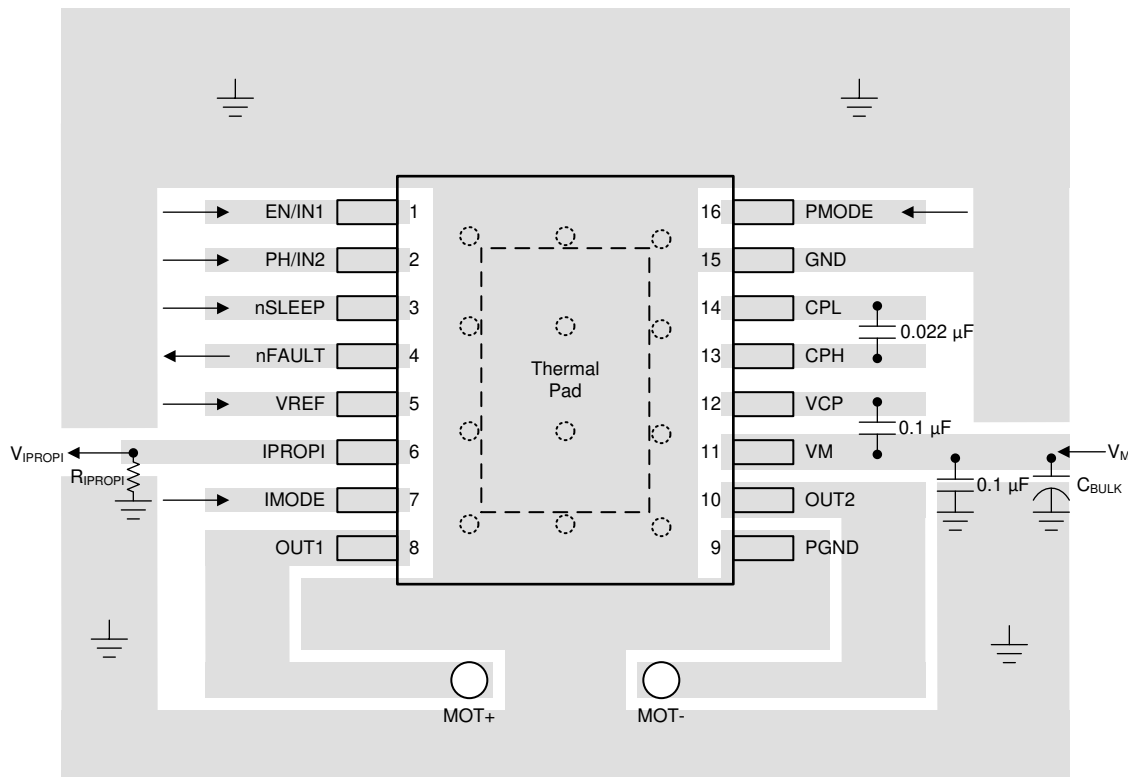 EN/IN1 1 16 PMODE
PH/IN2 2 15 GND
nSLEEP 3 14 CPL
0.022 µF
nFAULT 4 13 CPH
Thermal
Pad
VREF 5 12 VCP
0.1 µF
VIPROPI IPROPI 6 11 VM VM
RIPROPI
IMODE 7 10 OUT2 0.1 µF CBULK
OUT1 8 9 PGND
MOT+ MOT-